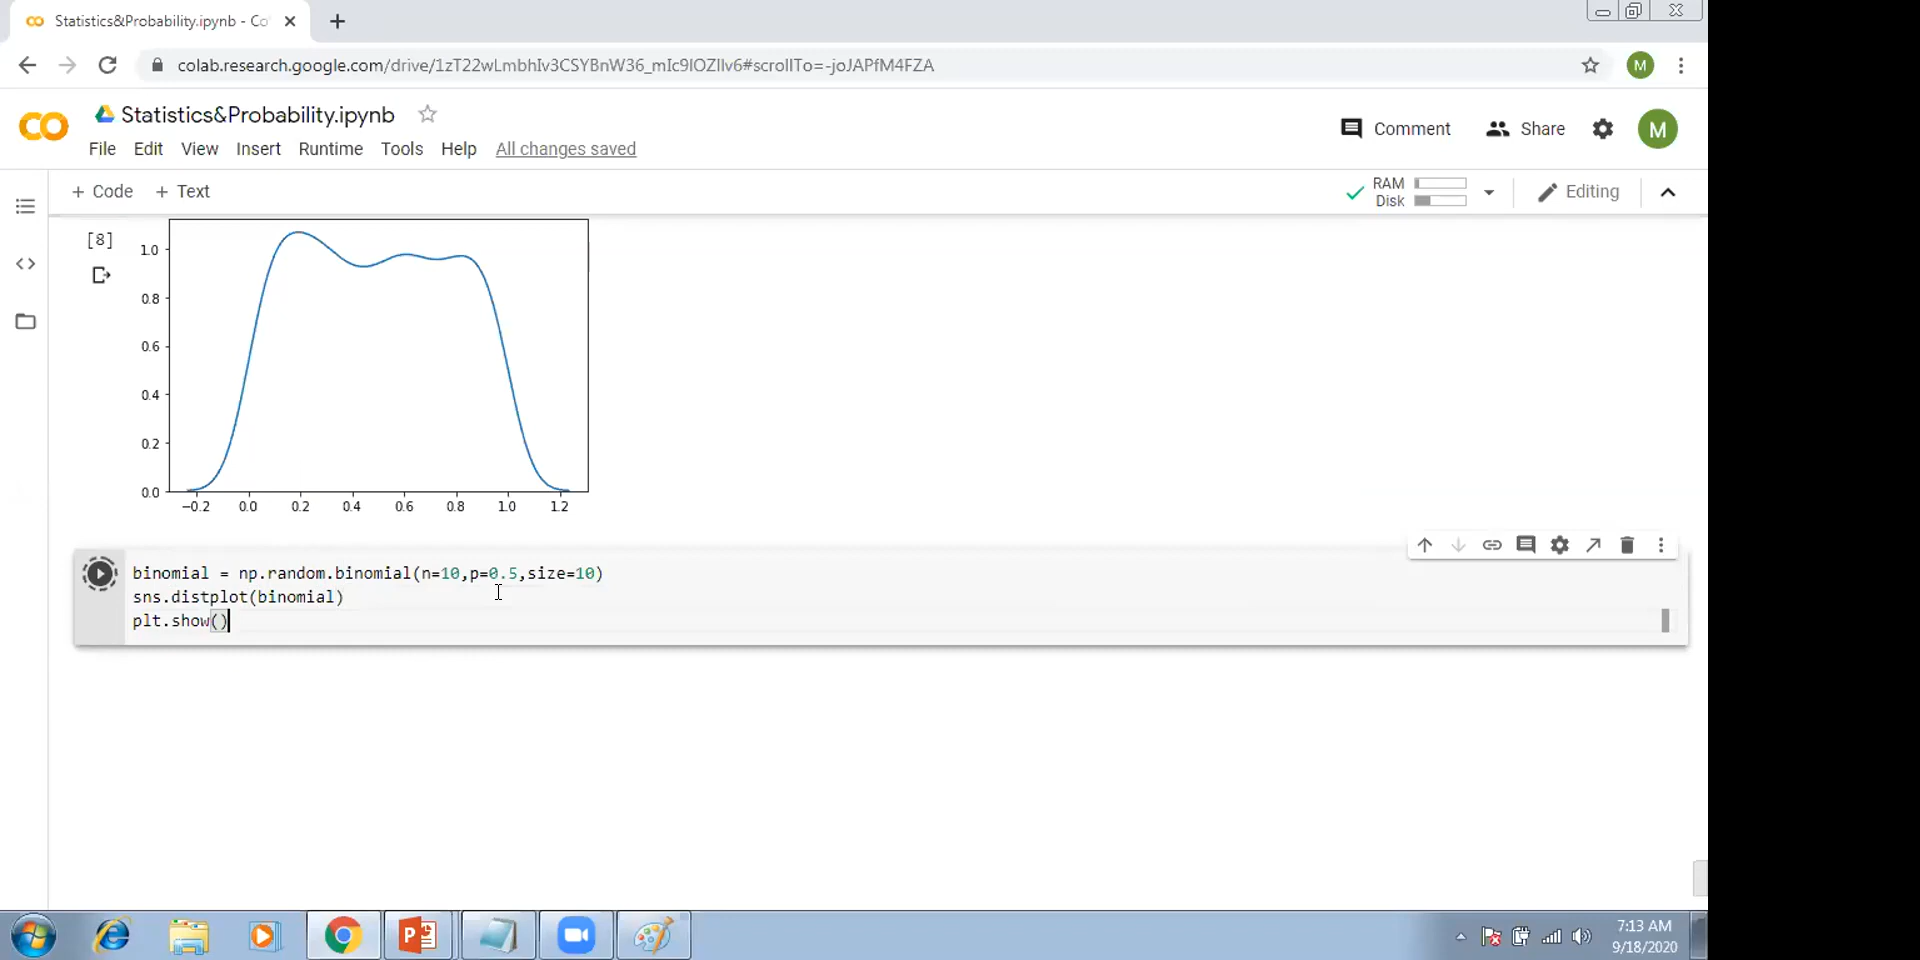 Statistics&Probability.ipynb - Co
colab.research.google.com/drive/1zT22wLmbhIv3CSYBnW36_mIc9lOZIlv6#scrollTo=-joJAPfM4FZA
M
Statistics&Probability.ipynb
Comment
Share
M
File Edit View Insert Runtime Tools Help All changes saved
+ Code + Text
RAM
Disk
Editing
[8]
1.0
0.8
0.6
0.4
0.2
0.0
−0.2 0.0 0.2 0.4 0.6 0.8 1.0 1.2
binomial = np.random.binomial(n=10,p=0.5,size=10)
sns.distplot(binomial)
plt.show()
7:13 AM
9/18/2020